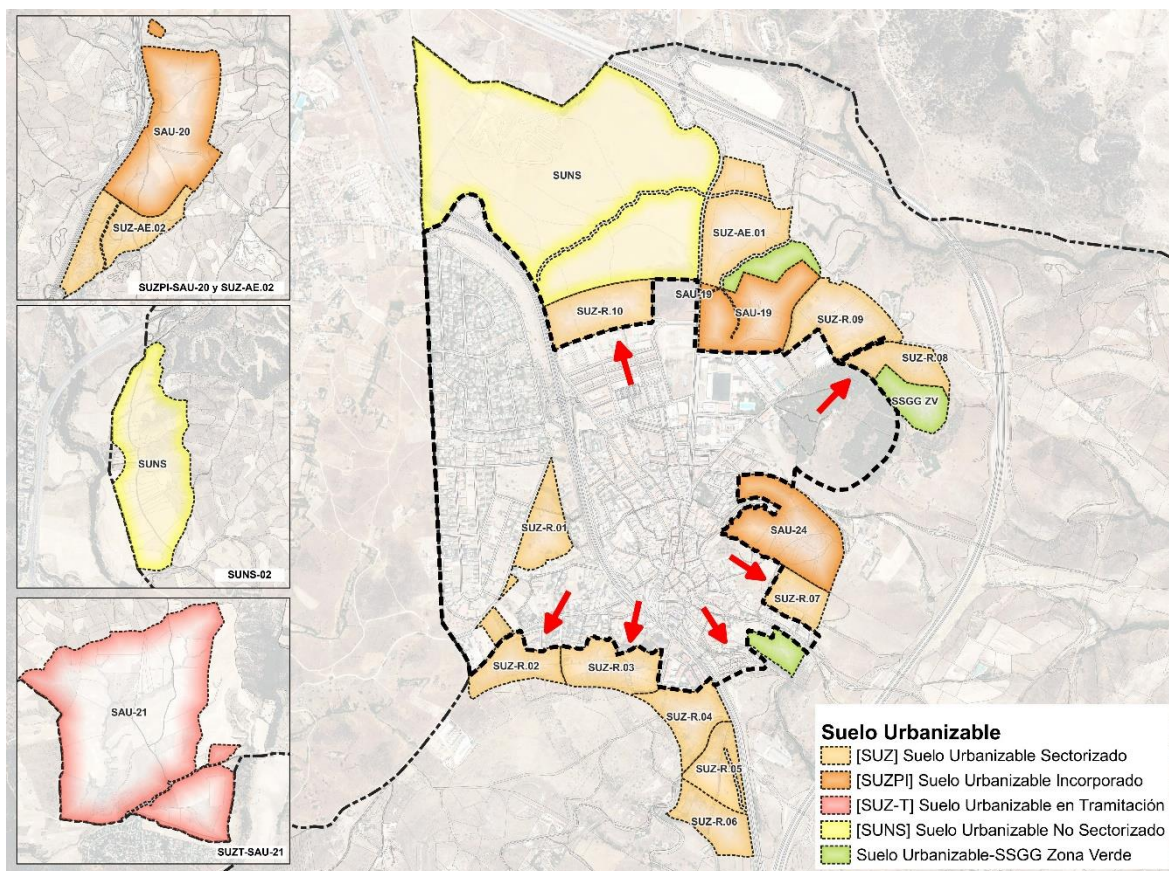 SAU-20
SUZ-AE.02
SUZPI-SAU-20 y SUZ-AE.02
SUNS
SUNS-02
SAU-21
SUZT-SAU-21
SUNS
SUZ-AE.01
SUZ-R.10
SAU-19
SAU-19
SUZ-R.09
SUZ-R.08
SSGG ZV
SUZ-R.01
SAU-24
SUZ-R.07
SUZ-R.02
SUZ-R.03
SUZ-R.04
SUZ-R.05
SUZ-R.06
Suelo Urbanizable
[SUZ] Suelo Urbanizable Sectorizado
[SUZPI] Suelo Urbanizable Incorporado
[SUZ-T] Suelo Urbanizable en Tramitación
[SUNS] Suelo Urbanizable No Sectorizado
Suelo Urbanizable-SSGG Zona Verde